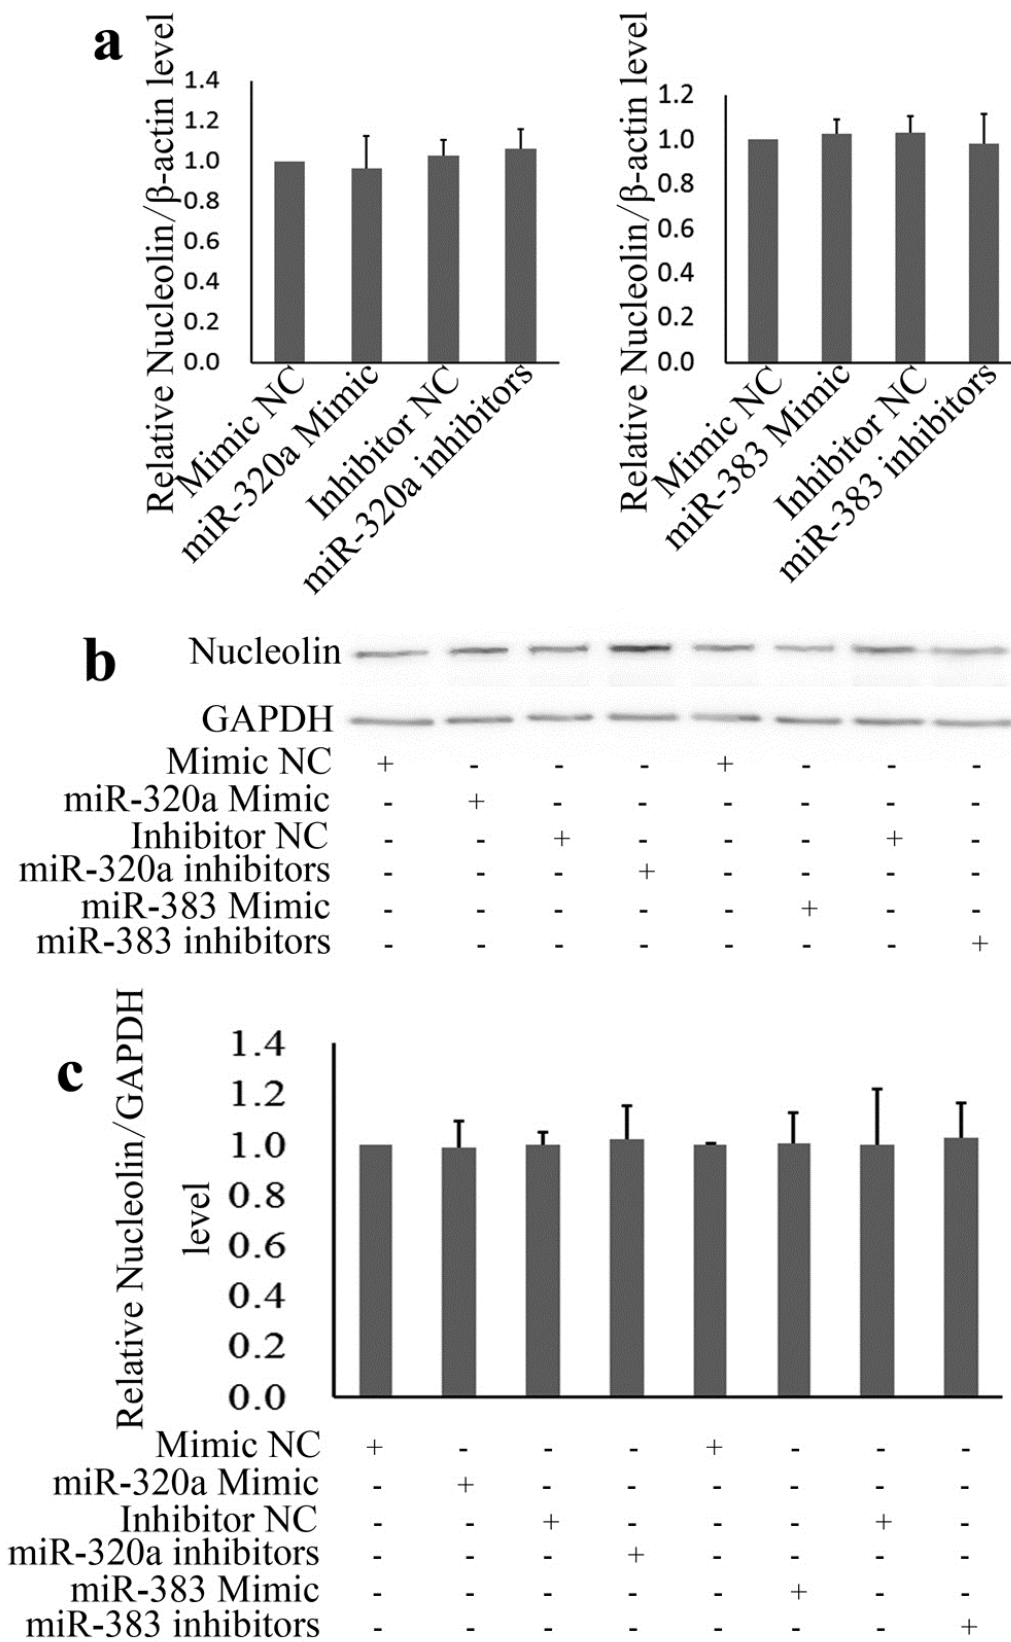 a
Relative Nucleolin/β-actin level
1.4
1.2
1.0
0.8
0.6
0.4
0.2
0.0
Mimic NC
miR-320a Mimic
Inhibitor NC
miR-320a inhibitors
Relative Nucleolin/β-actin level
1.2
1.0
0.8
0.6
0.4
0.2
0.0
Mimic NC
miR-383 Mimic
Inhibitor NC
miR-383 inhibitors
b
Nucleolin
GAPDH
Mimic NC + - - - + - - -
miR-320a Mimic - + - - - - - -
Inhibitor NC - - + - - - + -
miR-320a inhibitors - - - + - - - -
miR-383 Mimic - - - - - + - -
miR-383 inhibitors - - - - - - - +
c
Relative Nucleolin/GAPDH
level
1.4
1.2
1.0
0.8
0.6
0.4
0.2
0.0
Mimic NC + - - - + - - -
miR-320a Mimic - + - - - - - -
Inhibitor NC - - + - - - + -
miR-320a inhibitors - - - + - - - -
miR-383 Mimic - - - - - + - -
miR-383 inhibitors - - - - - - - +